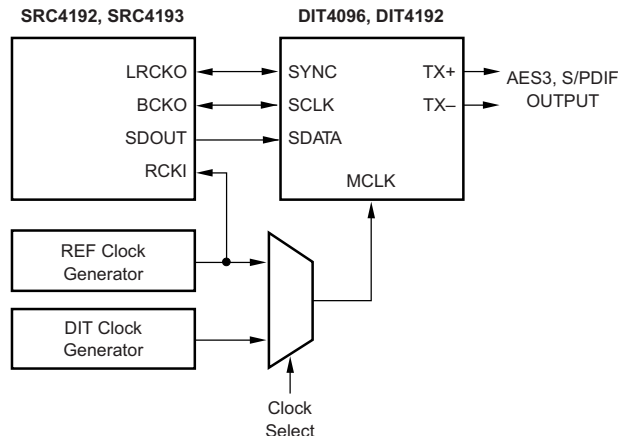 SRC4192, SRC4193
DIT4096, DIT4192
LRCKO
SYNC
TX+
BCKO
SCLK
TX–
AES3, S/PDIF
OUTPUT
SDOUT
SDATA
RCKI
MCLK
REF Clock
Generator
DIT Clock
Generator
Clock
Select